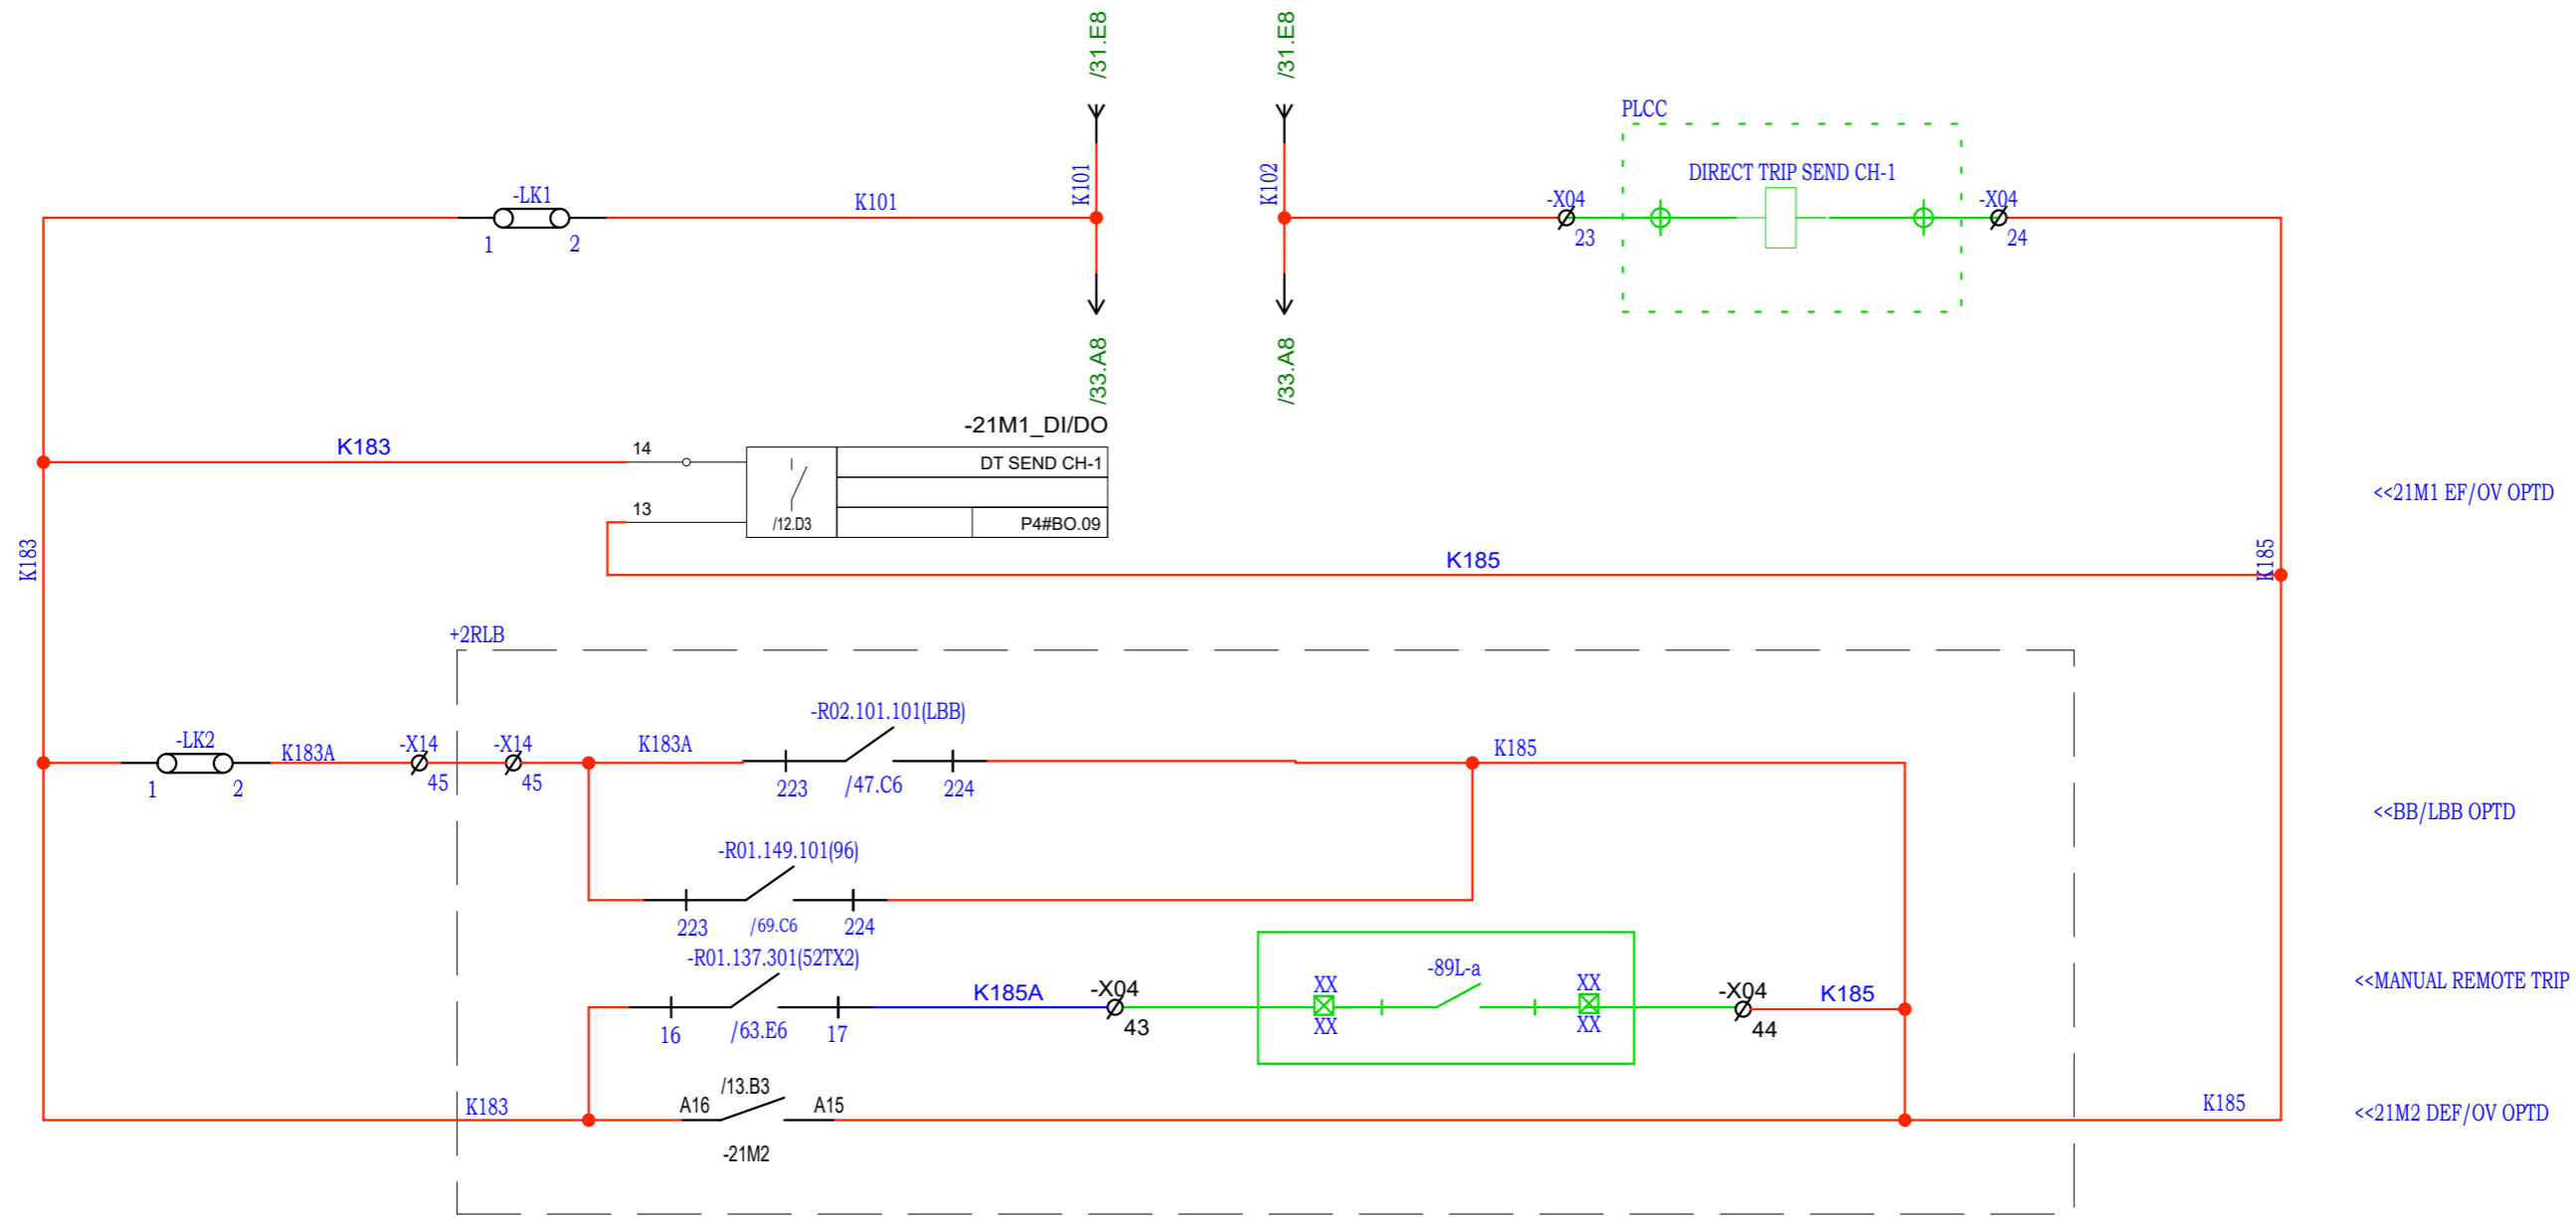 /31.E8
/31.E8
PLCC
DIRECT TRIP SEND CH-1
-LK1
K101
K101
K102
-X04
-X04
1
2
23
24
/33.A8
/33.A8
-21M1_DI/DO
K183
14
DT SEND CH-1
13
/12.D3
P4#BO.09
<<21M1 EF/OV OPTD
K183
K185
K185
+2RLB
-R02.101.101(LBB)
-LK2
K183A
-X14
-X14
K183A
K185
1
2
45
45
223
/47.C6
224
<<BB/LBB OPTD
-R01.149.101(96)
223
/69.C6
224
-R01.137.301(52TX2)
-89L-a
XX
XX
K185A
-X04
-X04
K185
<<MANUAL REMOTE TRIP
16
/63.E6
17
43
XX
XX
44
/13.B3
K183
A16
A15
K185
<<21M2 DEF/OV OPTD
-21M2